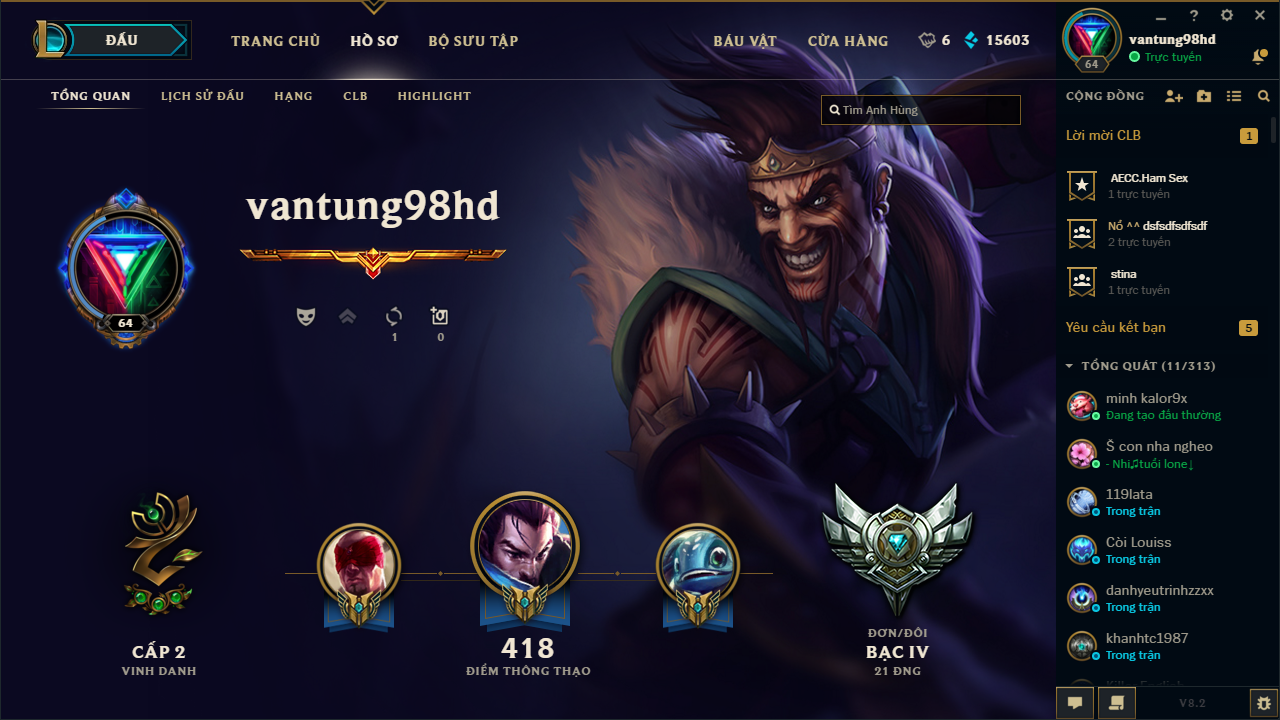 ĐẤU
TRANG CHỦ
HỒ SƠ
BỘ SƯU TẬP
BÁU VẬT
CỬA HÀNG
6
15603
TỔNG QUAN
LỊCH SỬ ĐẤU
HẠNG
CLB
HIGHLIGHT
Tìm Anh Hùng
vantung98hd
64
1
0
CẤP 2
VINH DANH
418
ĐIỂM THÔNG THẠO
ĐƠN/ĐÔI
BẠC IV
21 ĐNG
?
vantung98hd
Trực tuyến
64
CỘNG ĐỒNG
Lời mời CLB
1
AECC.Ham Sex
1 trực tuyến
Nồ ^^ dsfsdfsdfsdf
2 trực tuyến
stina
1 trực tuyến
Yêu cầu kết bạn
5
TỔNG QUÁT (11/313)
minh kalor9x
Đang tạo đấu thường
Š con nha ngheo
- Nhi♫tuổi lone↓
119lata
Trong trận
Còi Louiss
Trong trận
danhyeutrinhzzxx
Trong trận
khanhtc1987
Trong trận
V8.2